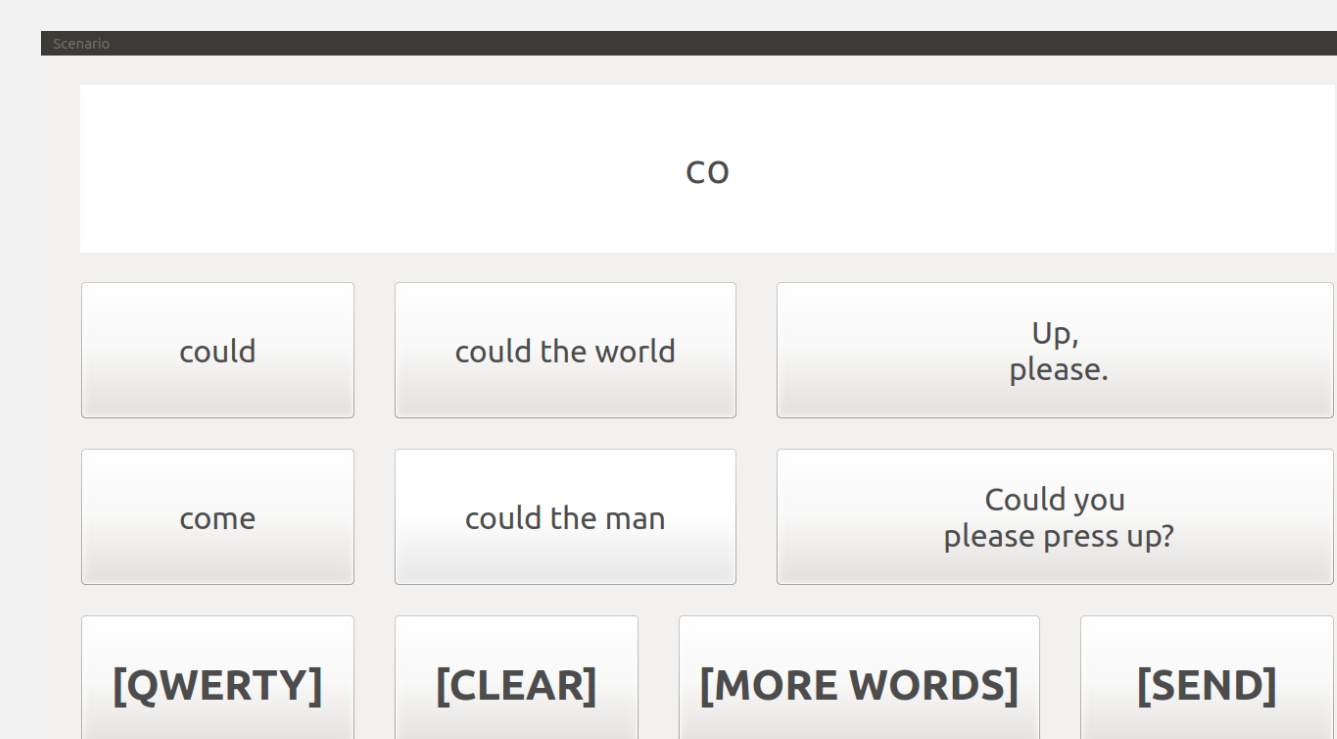 Scenario
co
could
could the world
Up,
please.
come
could the man
Could you
please press up?
[QWERTY]
[CLEAR]
[MORE WORDS]
[SEND]